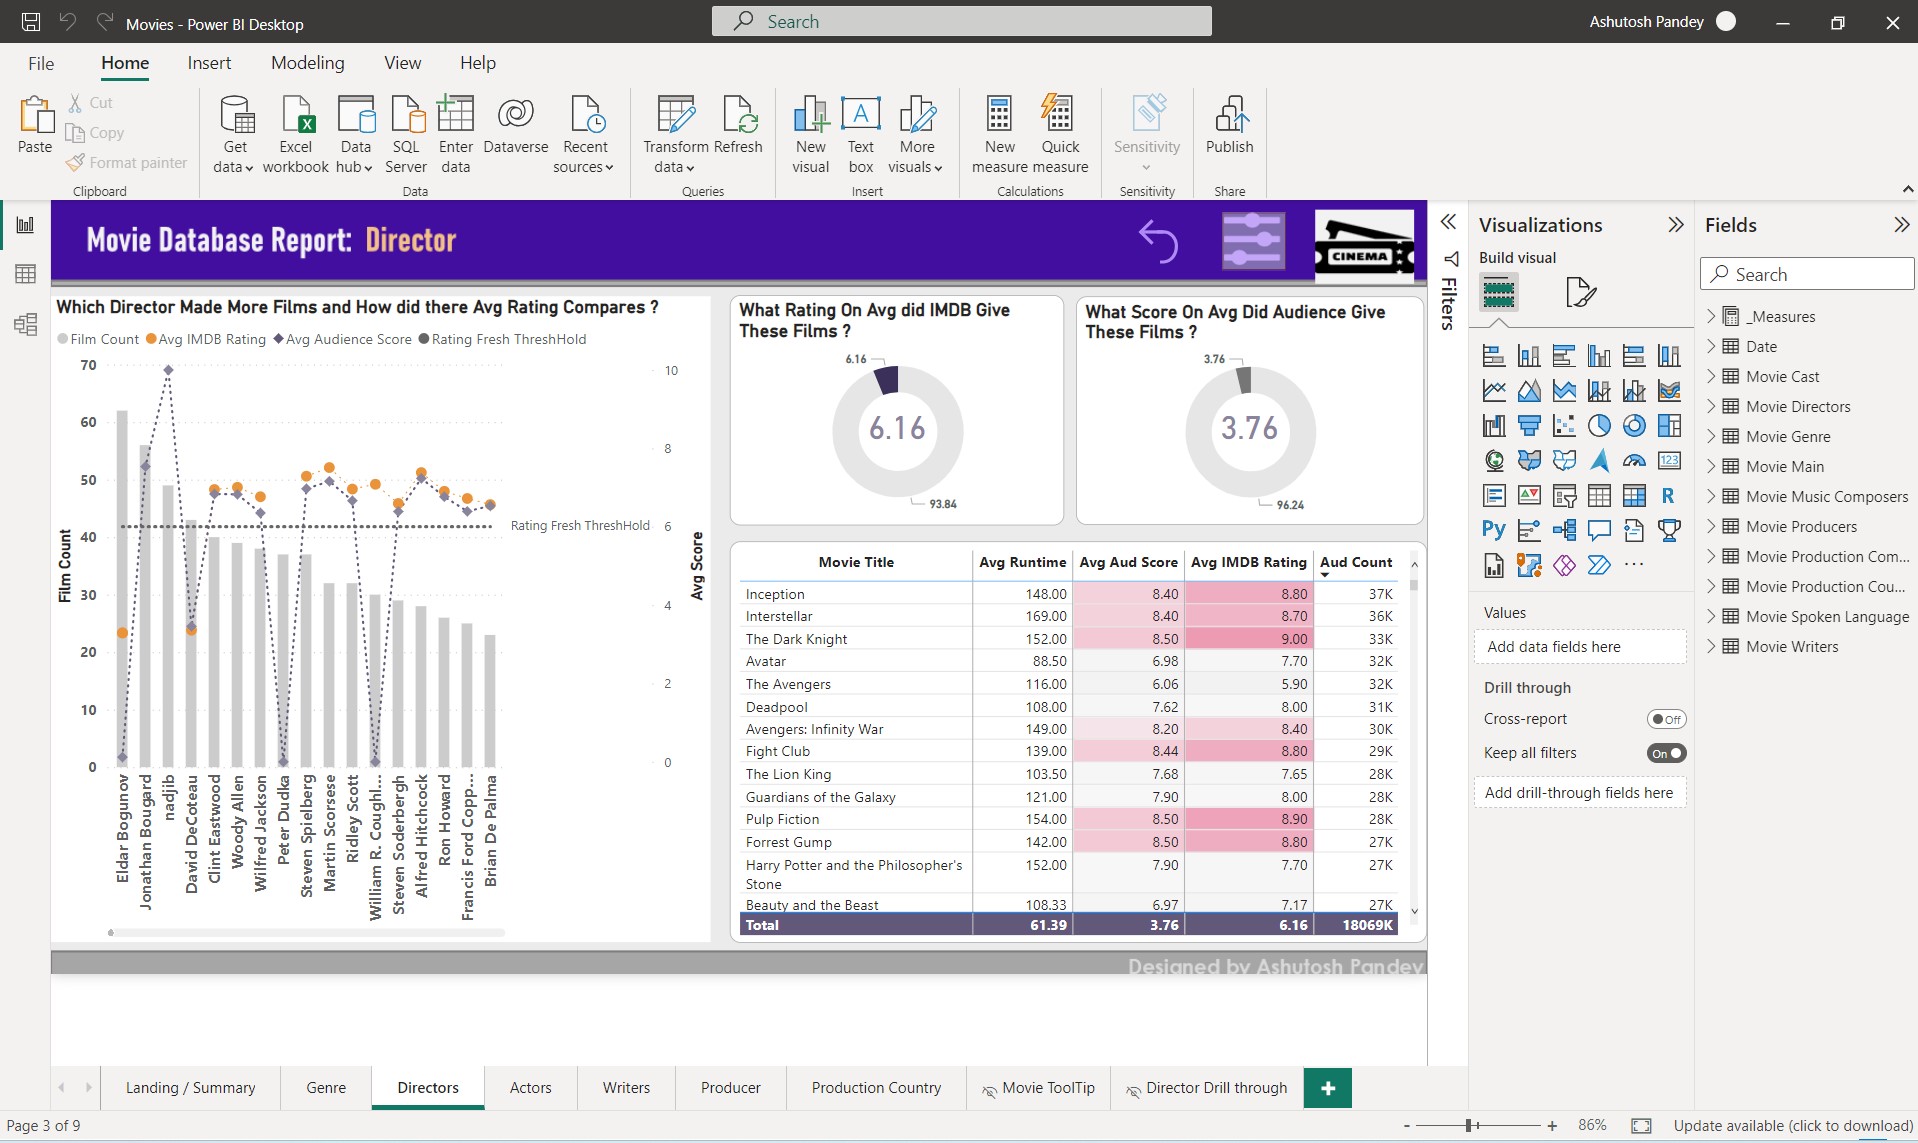 Movies - Power BI Desktop
Search
Ashutosh Pandey
File
Home
Insert
Modeling
View
Help
Paste
Cut
Copy
Format painter
Clipboard
Get data
Excel workbook
Data hub
SQL Server
Enter data
Dataverse
Recent sources
Data
Transform data
Refresh
Queries
New visual
Text box
More visuals
Insert
New measure
Quick measure
Calculations
Sensitivity
Sensitivity
Publish
Share
Movie Database Report: Director
CINEMA
Which Director Made More Films and How did there Avg Rating Compares ?
Film Count
Avg IMDB Rating
Avg Audience Score
Rating Fresh ThreshHold
Film Count
70
60
50
40
30
20
10
0
Rating Fresh ThreshHold
10
8
6
4
2
0
Avg Score
Eldar Bogunov
Jonathan Bougard
nadjib
David DeCoteau
Clint Eastwood
Woody Allen
Wilfred Jackson
Peter Dudka
Steven Spielberg
Martin Scorsese
Ridley Scott
William R. Coughl...
Steven Soderbergh
Alfred Hitchcock
Ron Howard
Francis Ford Copp...
Brian De Palma
What Rating On Avg did IMDB Give
These Films ?
6.16
6.16
93.84
What Score On Avg Did Audience Give
These Films ?
3.76
3.76
96.24
Movie Title Avg Runtime Avg Aud Score Avg IMDB Rating Aud Count
Inception 148.00 8.40 8.80 37K
Interstellar 169.00 8.40 8.70 36K
The Dark Knight 152.00 8.50 9.00 33K
Avatar 88.50 6.98 7.70 32K
The Avengers 116.00 6.06 5.90 32K
Deadpool 108.00 7.62 8.00 31K
Avengers: Infinity War 149.00 8.20 8.40 30K
Fight Club 139.00 8.44 8.80 29K
The Lion King 103.50 7.68 7.65 28K
Guardians of the Galaxy 121.00 7.90 8.00 28K
Pulp Fiction 154.00 8.50 8.90 28K
Forrest Gump 142.00 8.50 8.80 27K
Harry Potter and the Philosopher's 152.00 7.90 7.70 27K
Stone
Beauty and the Beast 108.33 6.97 7.17 27K
Total 61.39 3.76 6.16 18069K
Designed by Ashutosh Pandey
Filters
Visualizations
Build visual
123
R
Py
...
Values
Add data fields here
Drill through
Cross-report
Off
Keep all filters
On
Add drill-through fields here
Fields
Search
_Measures
Date
Movie Cast
Movie Directors
Movie Genre
Movie Main
Movie Music Composers
Movie Producers
Movie Production Com...
Movie Production Cou...
Movie Spoken Language
Movie Writers
Landing / Summary
Genre
Directors
Actors
Writers
Producer
Production Country
Movie ToolTip
Director Drill through
+
Page 3 of 9
-
+
86%
Update available (click to download)